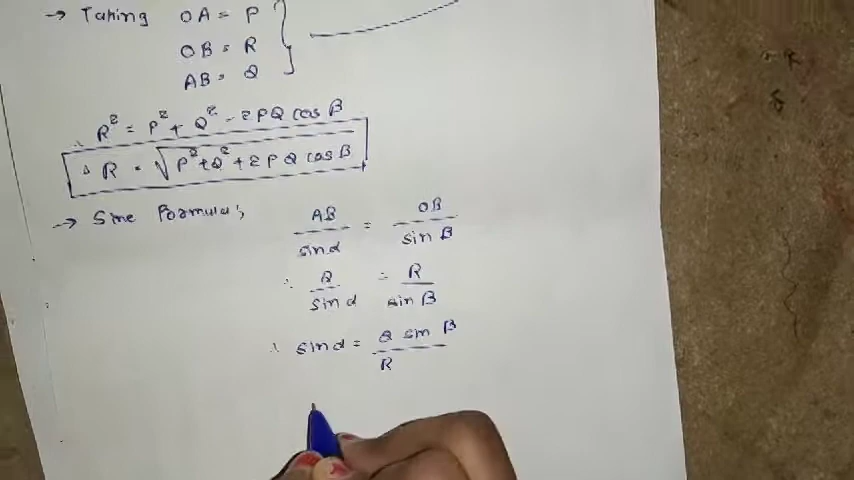 → Taking OA = P
OB = R
AB = Q
∴ R² = P² + Q² - 2PQ cos β
∴ R = √P²+Q²+2PQ cos β
→ Sine Formula;
AB/sin α = OB/sin β
∴ Q/sin α = R/sin β
∴ sin α = Q sin β/R